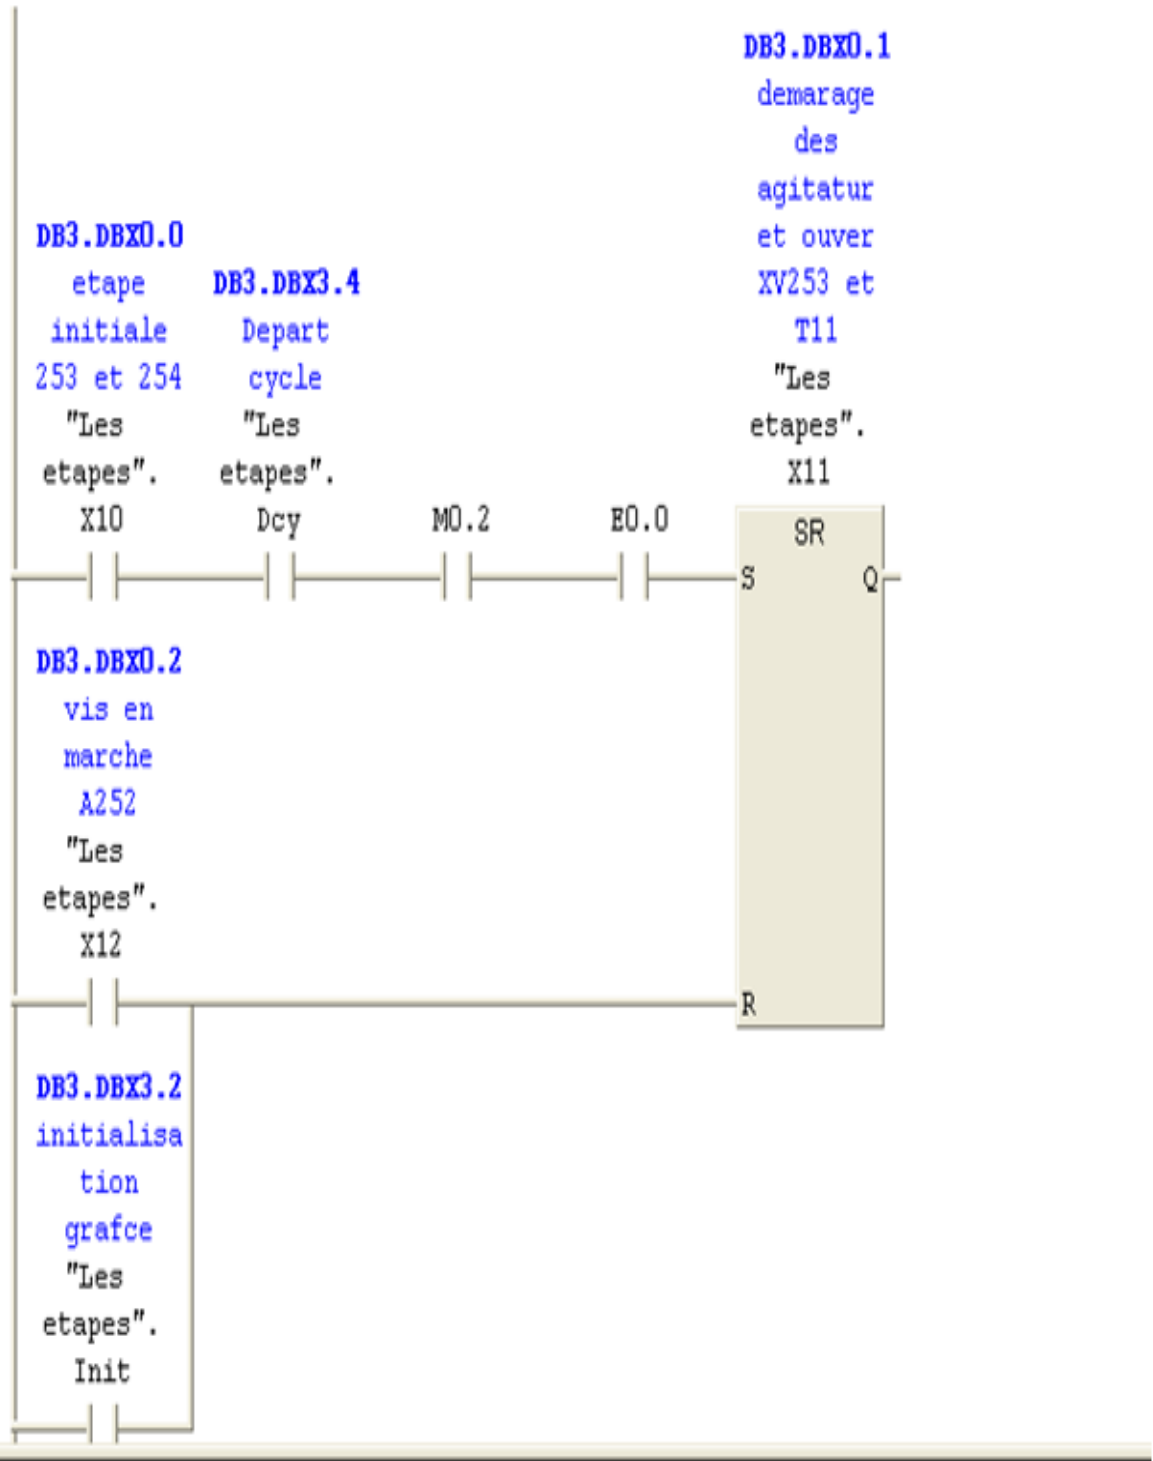 DB3.DBX0.1
demarage
des
agitatur
et ouver
XV253 et
T11
"Les
etapes".
X11
DB3.DBX0.0
etape
initiale
253 et 254
"Les
etapes".
X10
DB3.DBX3.4
Depart
cycle
"Les
etapes".
Dcy
M0.2
E0.0
SR
S
Q
DB3.DBX0.2
vis en
marche
A252
"Les
etapes".
X12
R
DB3.DBX3.2
initialisa
tion
grafce
"Les
etapes".
Init